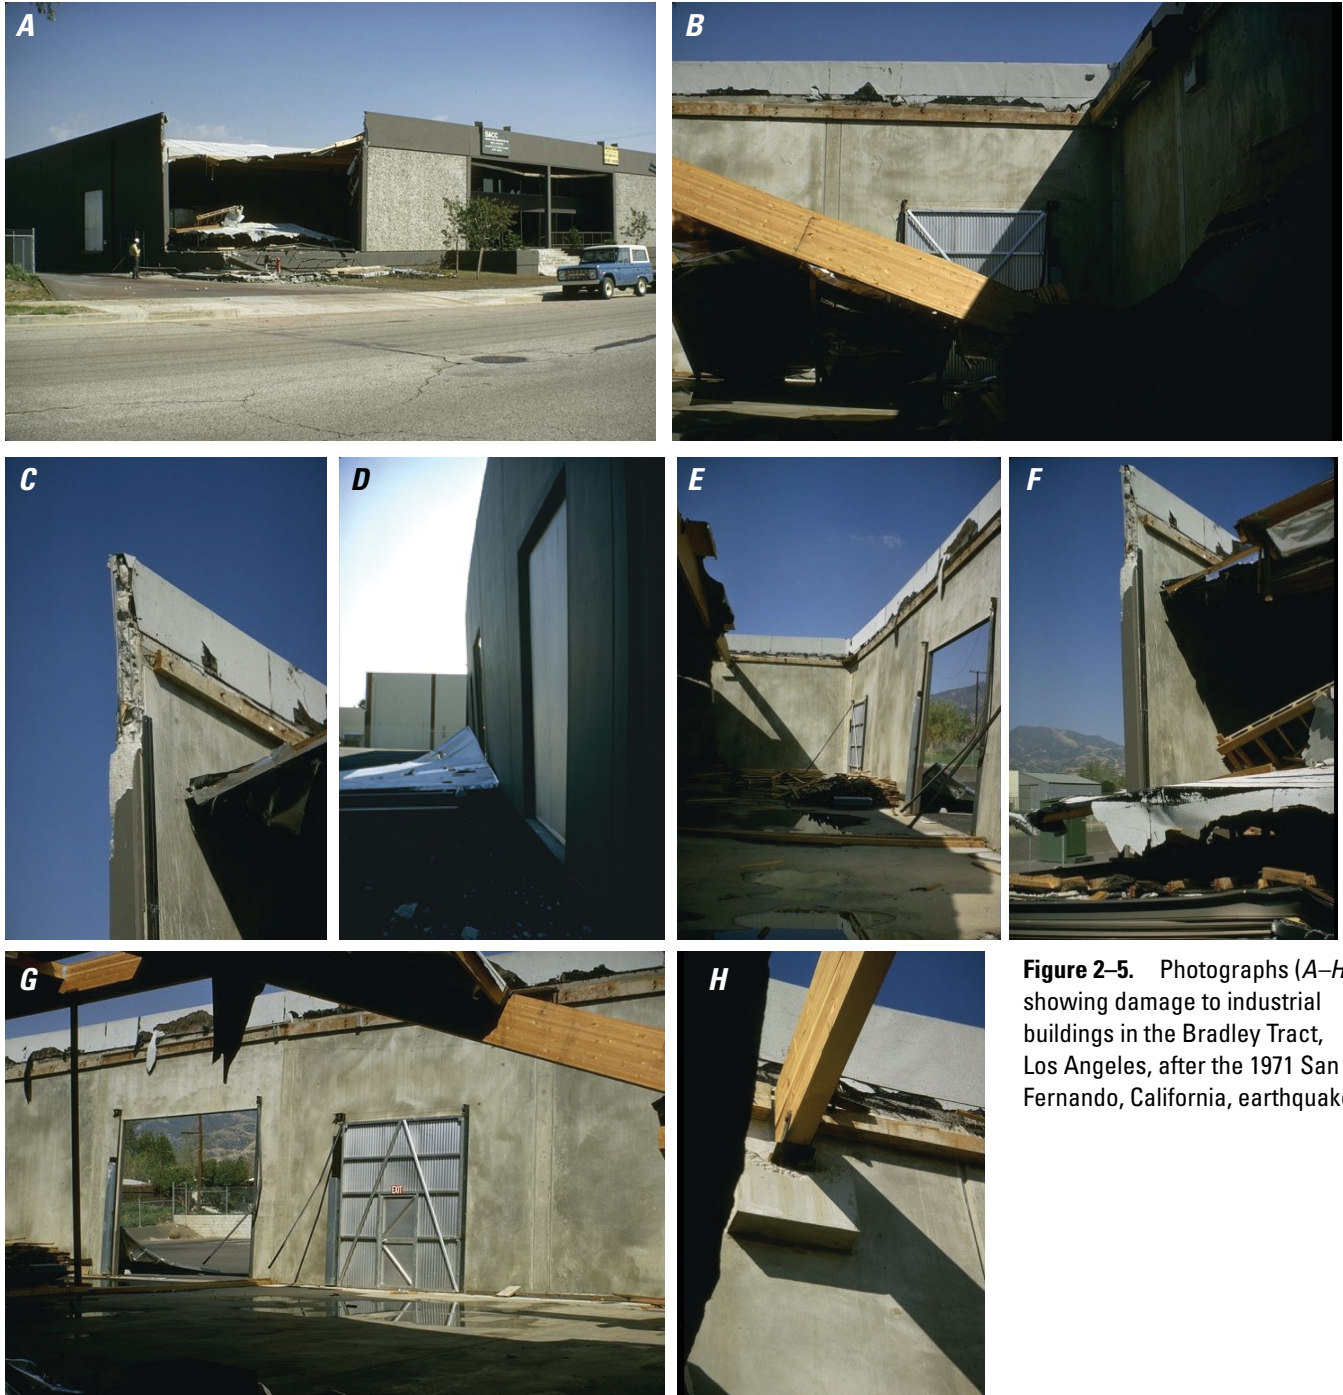 A
B
SACC
C
D
E
F
G
EXIT
H
Figure 2–5. Photographs (A–H
showing damage to industrial
buildings in the Bradley Tract,
Los Angeles, after the 1971 San
Fernando, California, earthquak